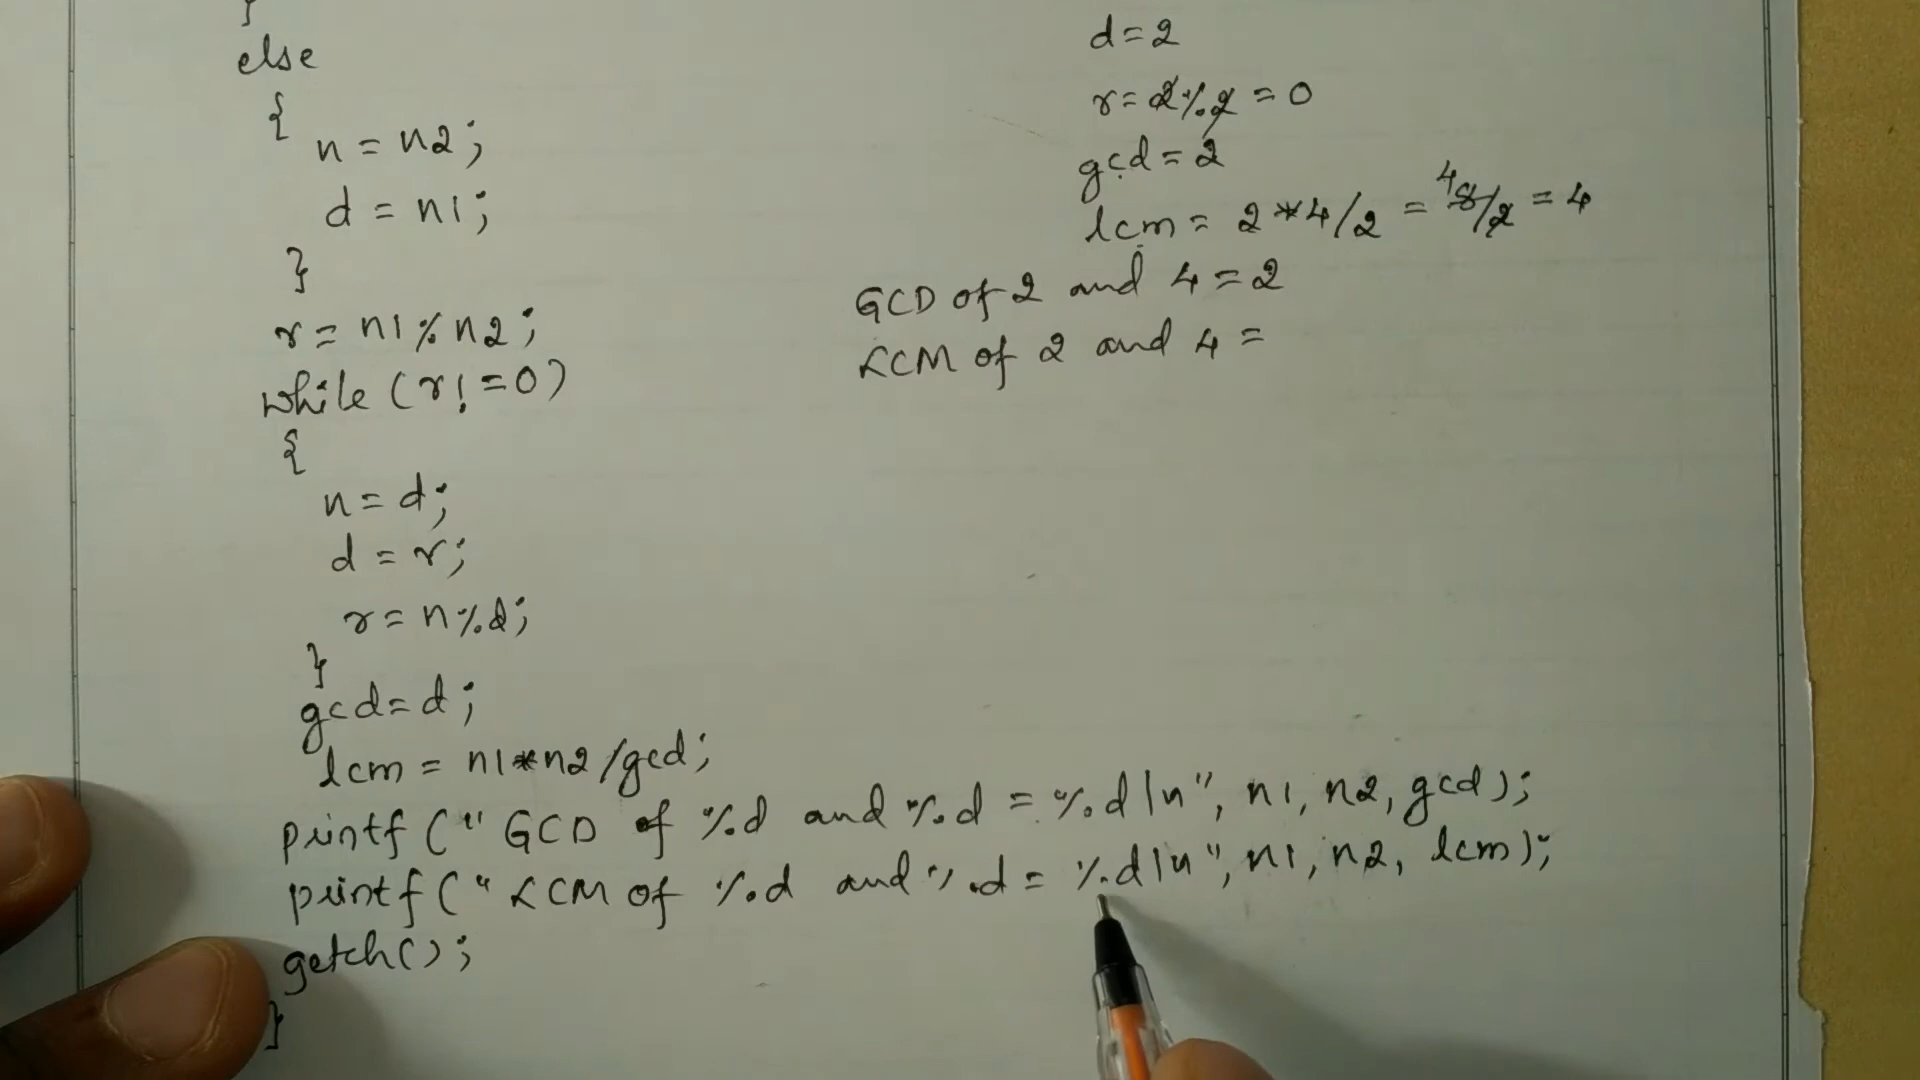 }
else
{
n = n2;
d = n1;
}
r = n1 % n2;
while (r! = 0)
{
n = d;
d = r;
r = n % d;
}
gcd = d;
lcm = n1*n2/gcd;
printf (" GCD of %d and %d = %d\n", n1, n2, gcd);
printf (" LCM of %d and %d = %d\n", n1, n2, lcm);
getch();
}
d = 2
r = 2 % 2 = 0
gcd = 2
lcm = 2 * 4/2 = 4 8/2 = 4
GCD of 2 and 4 = 2
LCM of 2 and 4 =